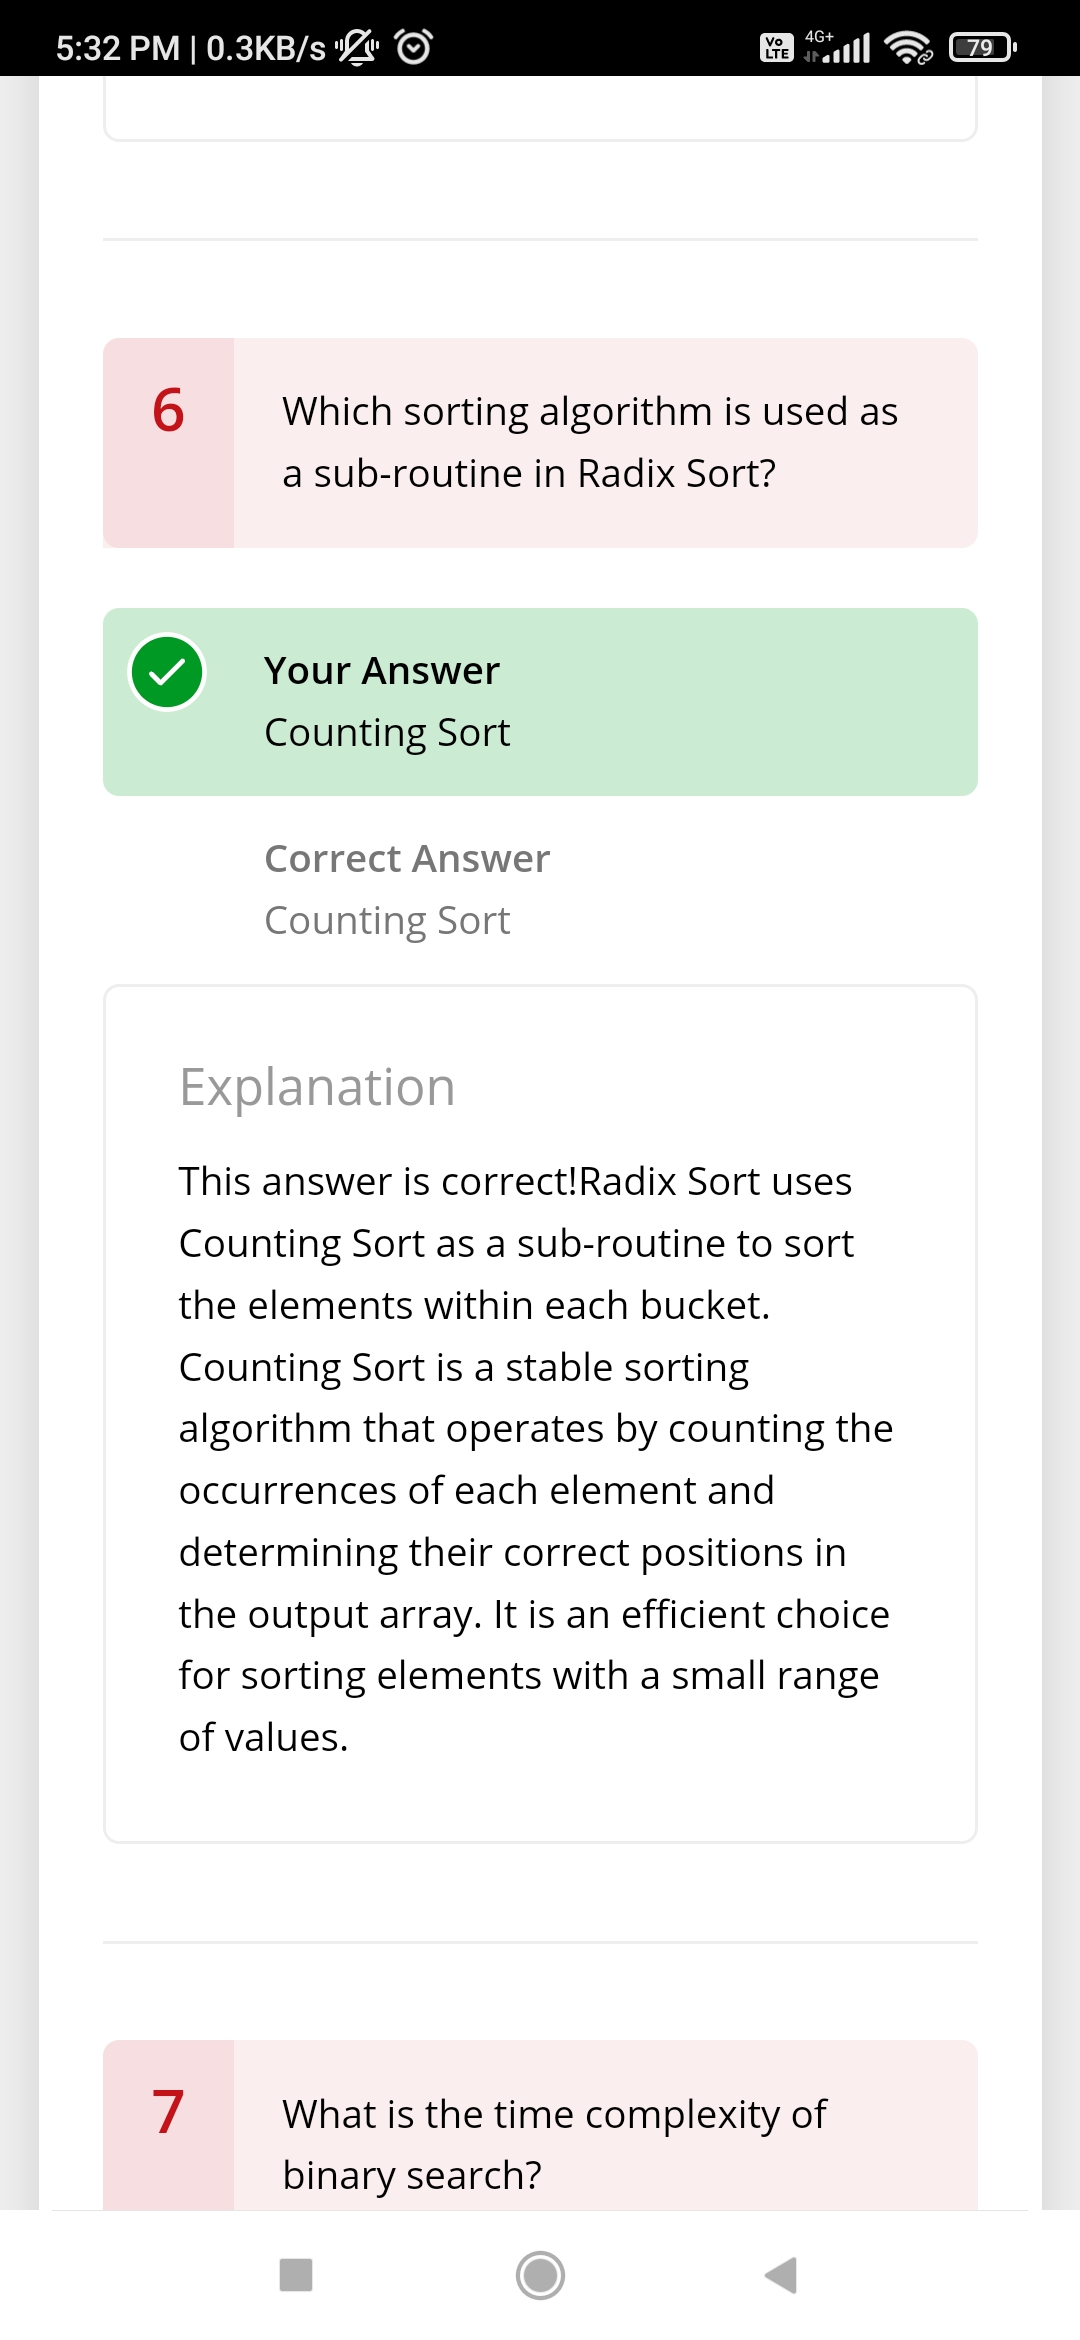 5:32 PM | 0.3KB/s
Vo LTE 4G+ 79
6
Which sorting algorithm is used as
a sub-routine in Radix Sort?
Your Answer
Counting Sort
Correct Answer
Counting Sort
Explanation
This answer is correct!Radix Sort uses
Counting Sort as a sub-routine to sort
the elements within each bucket.
Counting Sort is a stable sorting
algorithm that operates by counting the
occurrences of each element and
determining their correct positions in
the output array. It is an efficient choice
for sorting elements with a small range
of values.
7
What is the time complexity of
binary search?